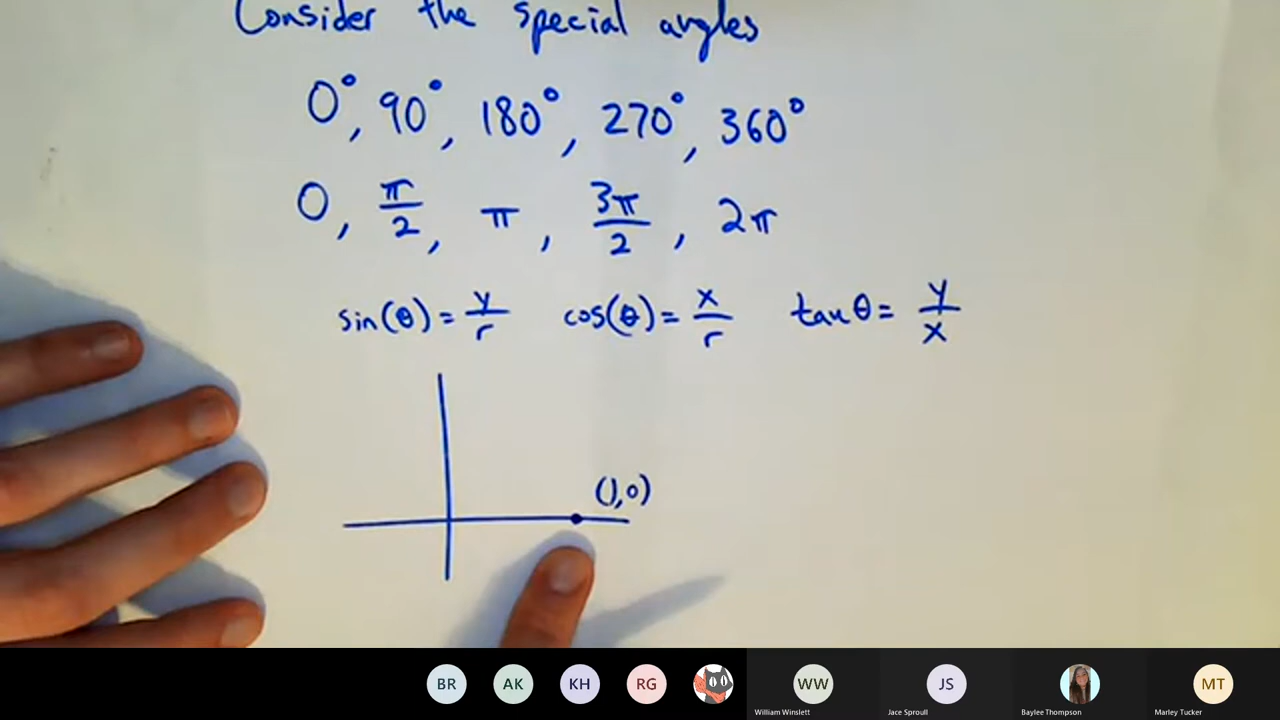 Consider the special angles
0°, 90°, 180°, 270°, 360°
0, π/2, π, 3π/2, 2π
sin(θ) = y/r cos(θ) = x/r tan θ = y/x
(1,0)
BR AK KH RG WW JS MT
William Winslett Jace Sproull Baylee Thompson Marley Tucker